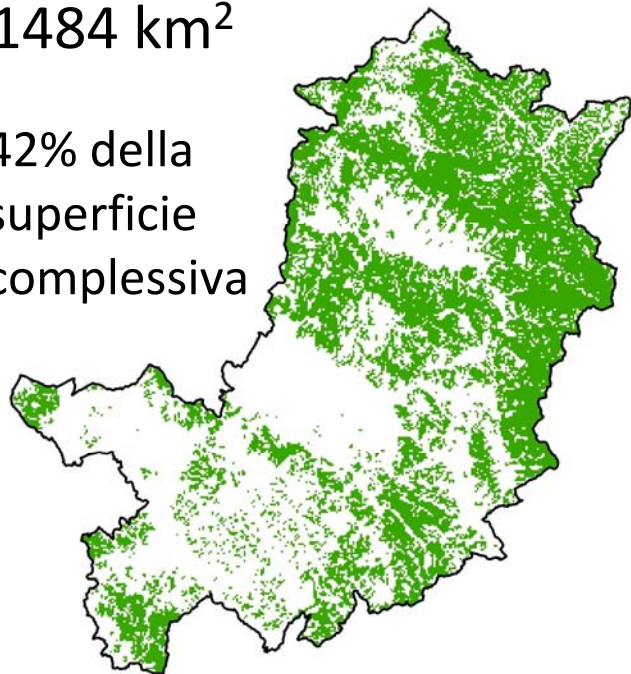 1484 km²
42% della
superficie
complessiva